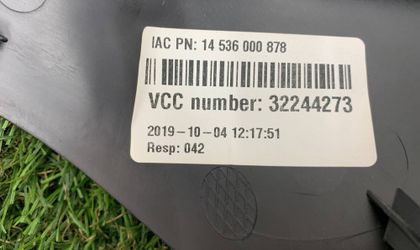 IAC PN: 14 536 000 878
VCC number: 32244273
2019-10-04 12:17:51
Resp: 042